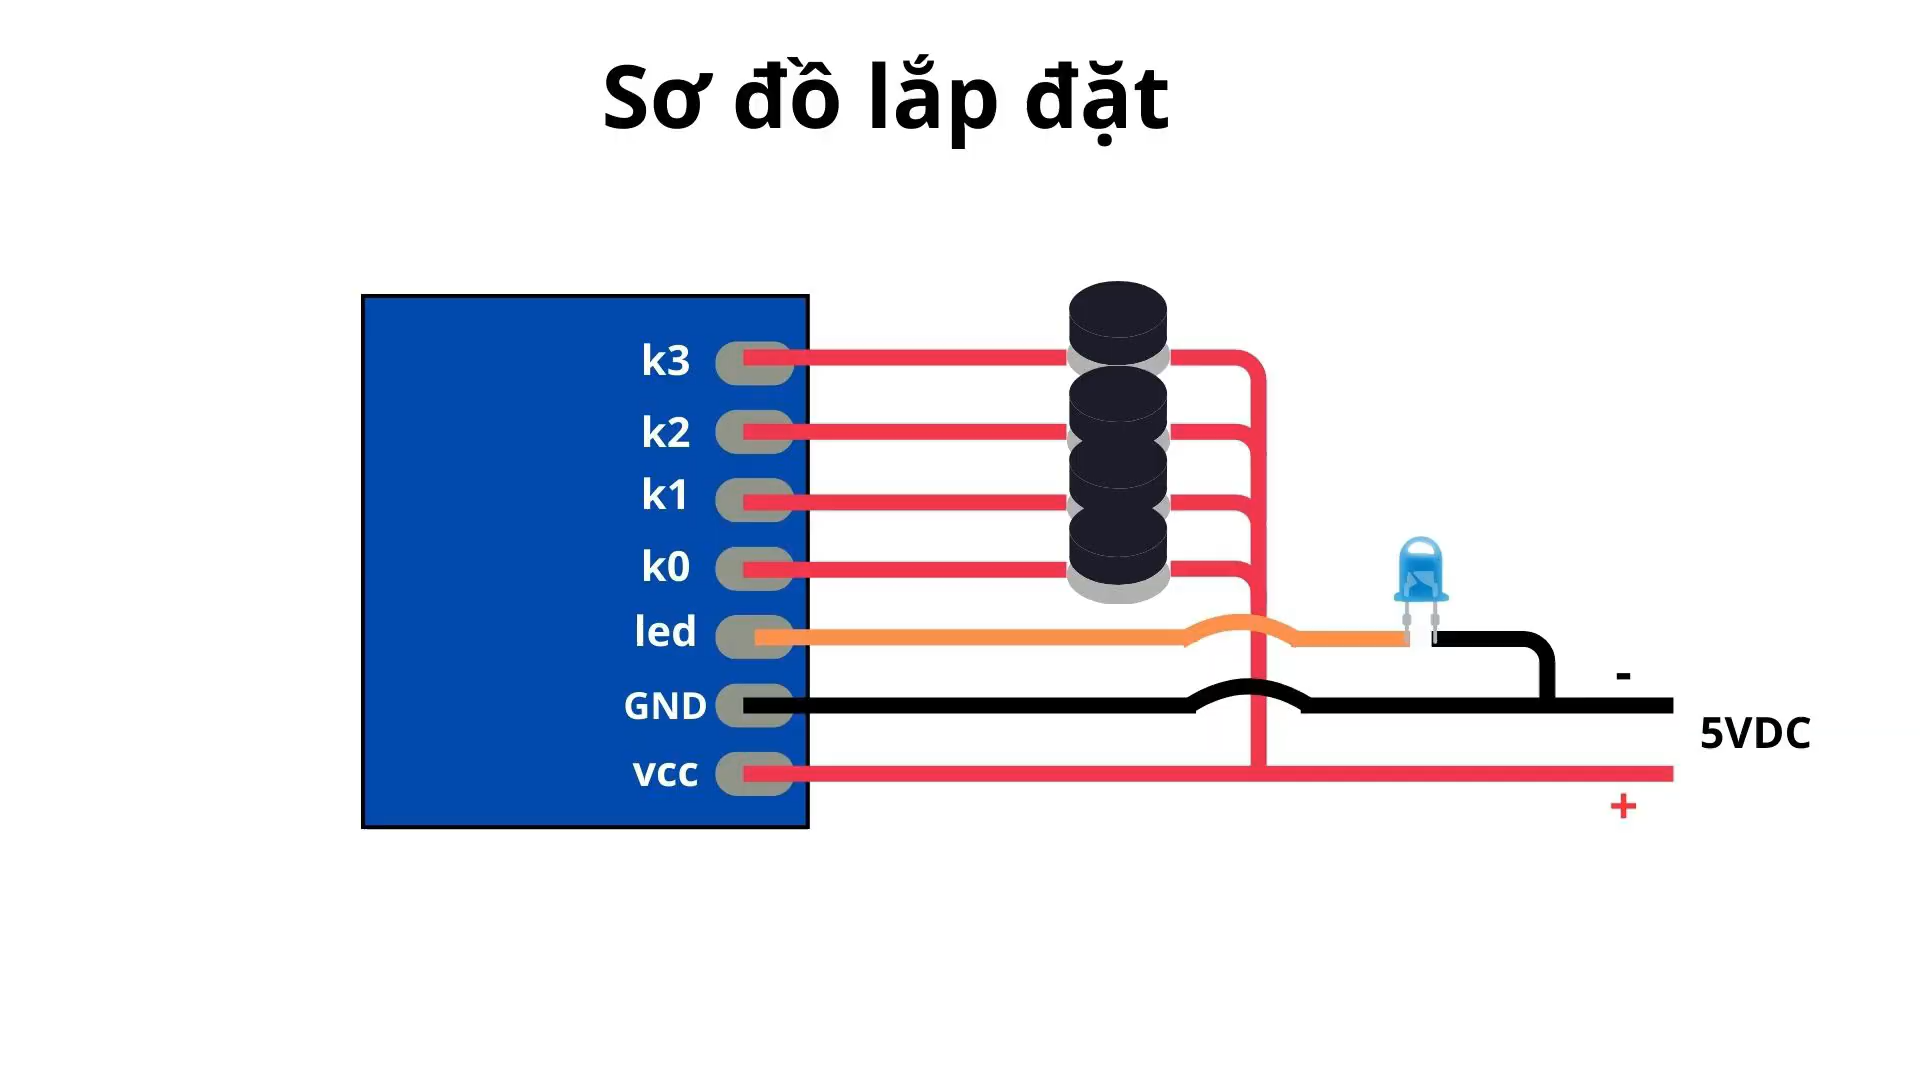 Sơ đồ lắp đặt
k3
k2
k1
k0
led
GND
vcc
-
5VDC
+